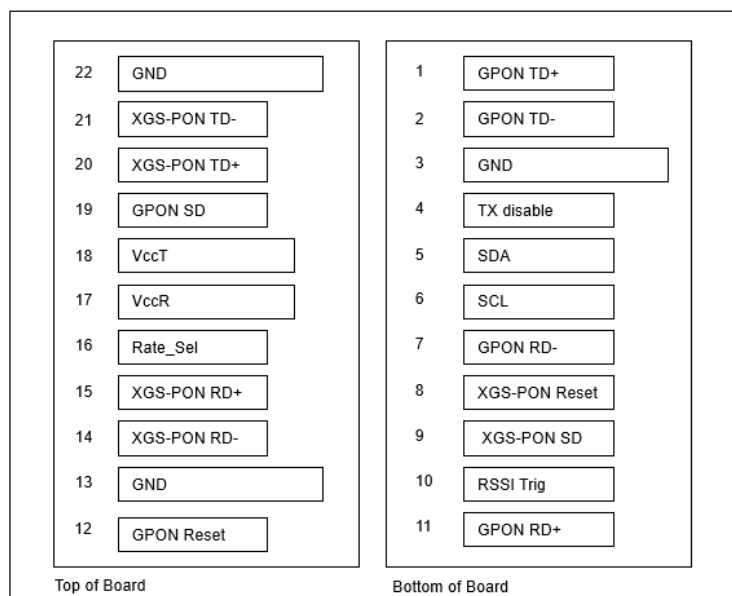 22 GND
21 XGS-PON TD-
20 XGS-PON TD+
19 GPON SD
18 VccT
17 VccR
16 Rate_Sel
15 XGS-PON RD+
14 XGS-PON RD-
13 GND
12 GPON Reset
Top of Board
1 GPON TD+
2 GPON TD-
3 GND
4 TX disable
5 SDA
6 SCL
7 GPON RD-
8 XGS-PON Reset
9 XGS-PON SD
10 RSSI Trig
11 GPON RD+
Bottom of Board